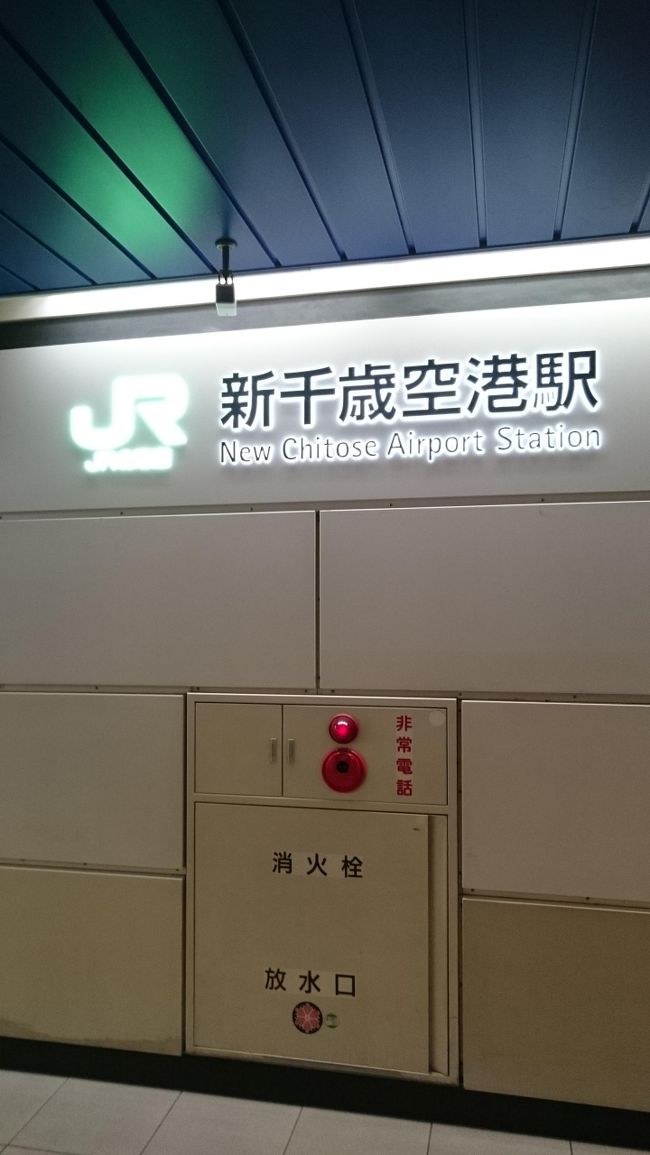 JR
新千歳空港駅
New Chitose Airport Station
非常電話
消火栓
放水口